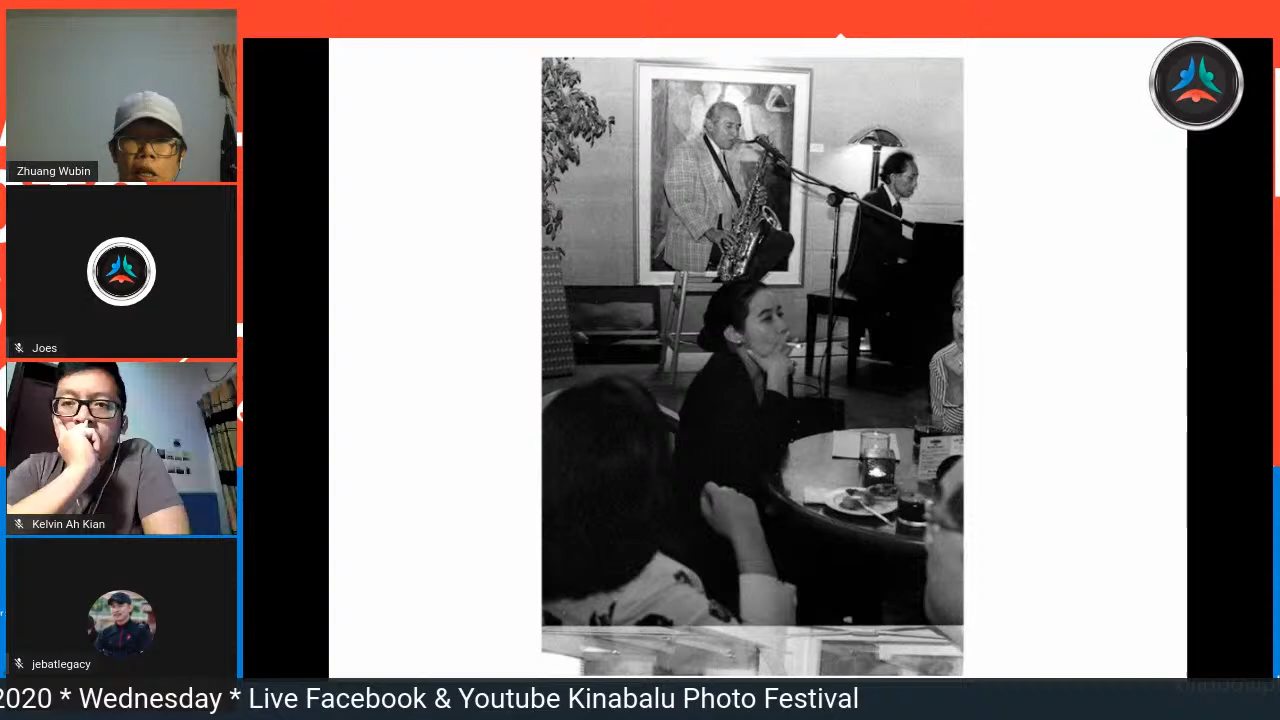 Zhuang Wubin
Joes
Kelvin Ah Kian
jebatlegacy
2020 * Wednesday * Live Facebook & Youtube Kinabalu Photo Festival